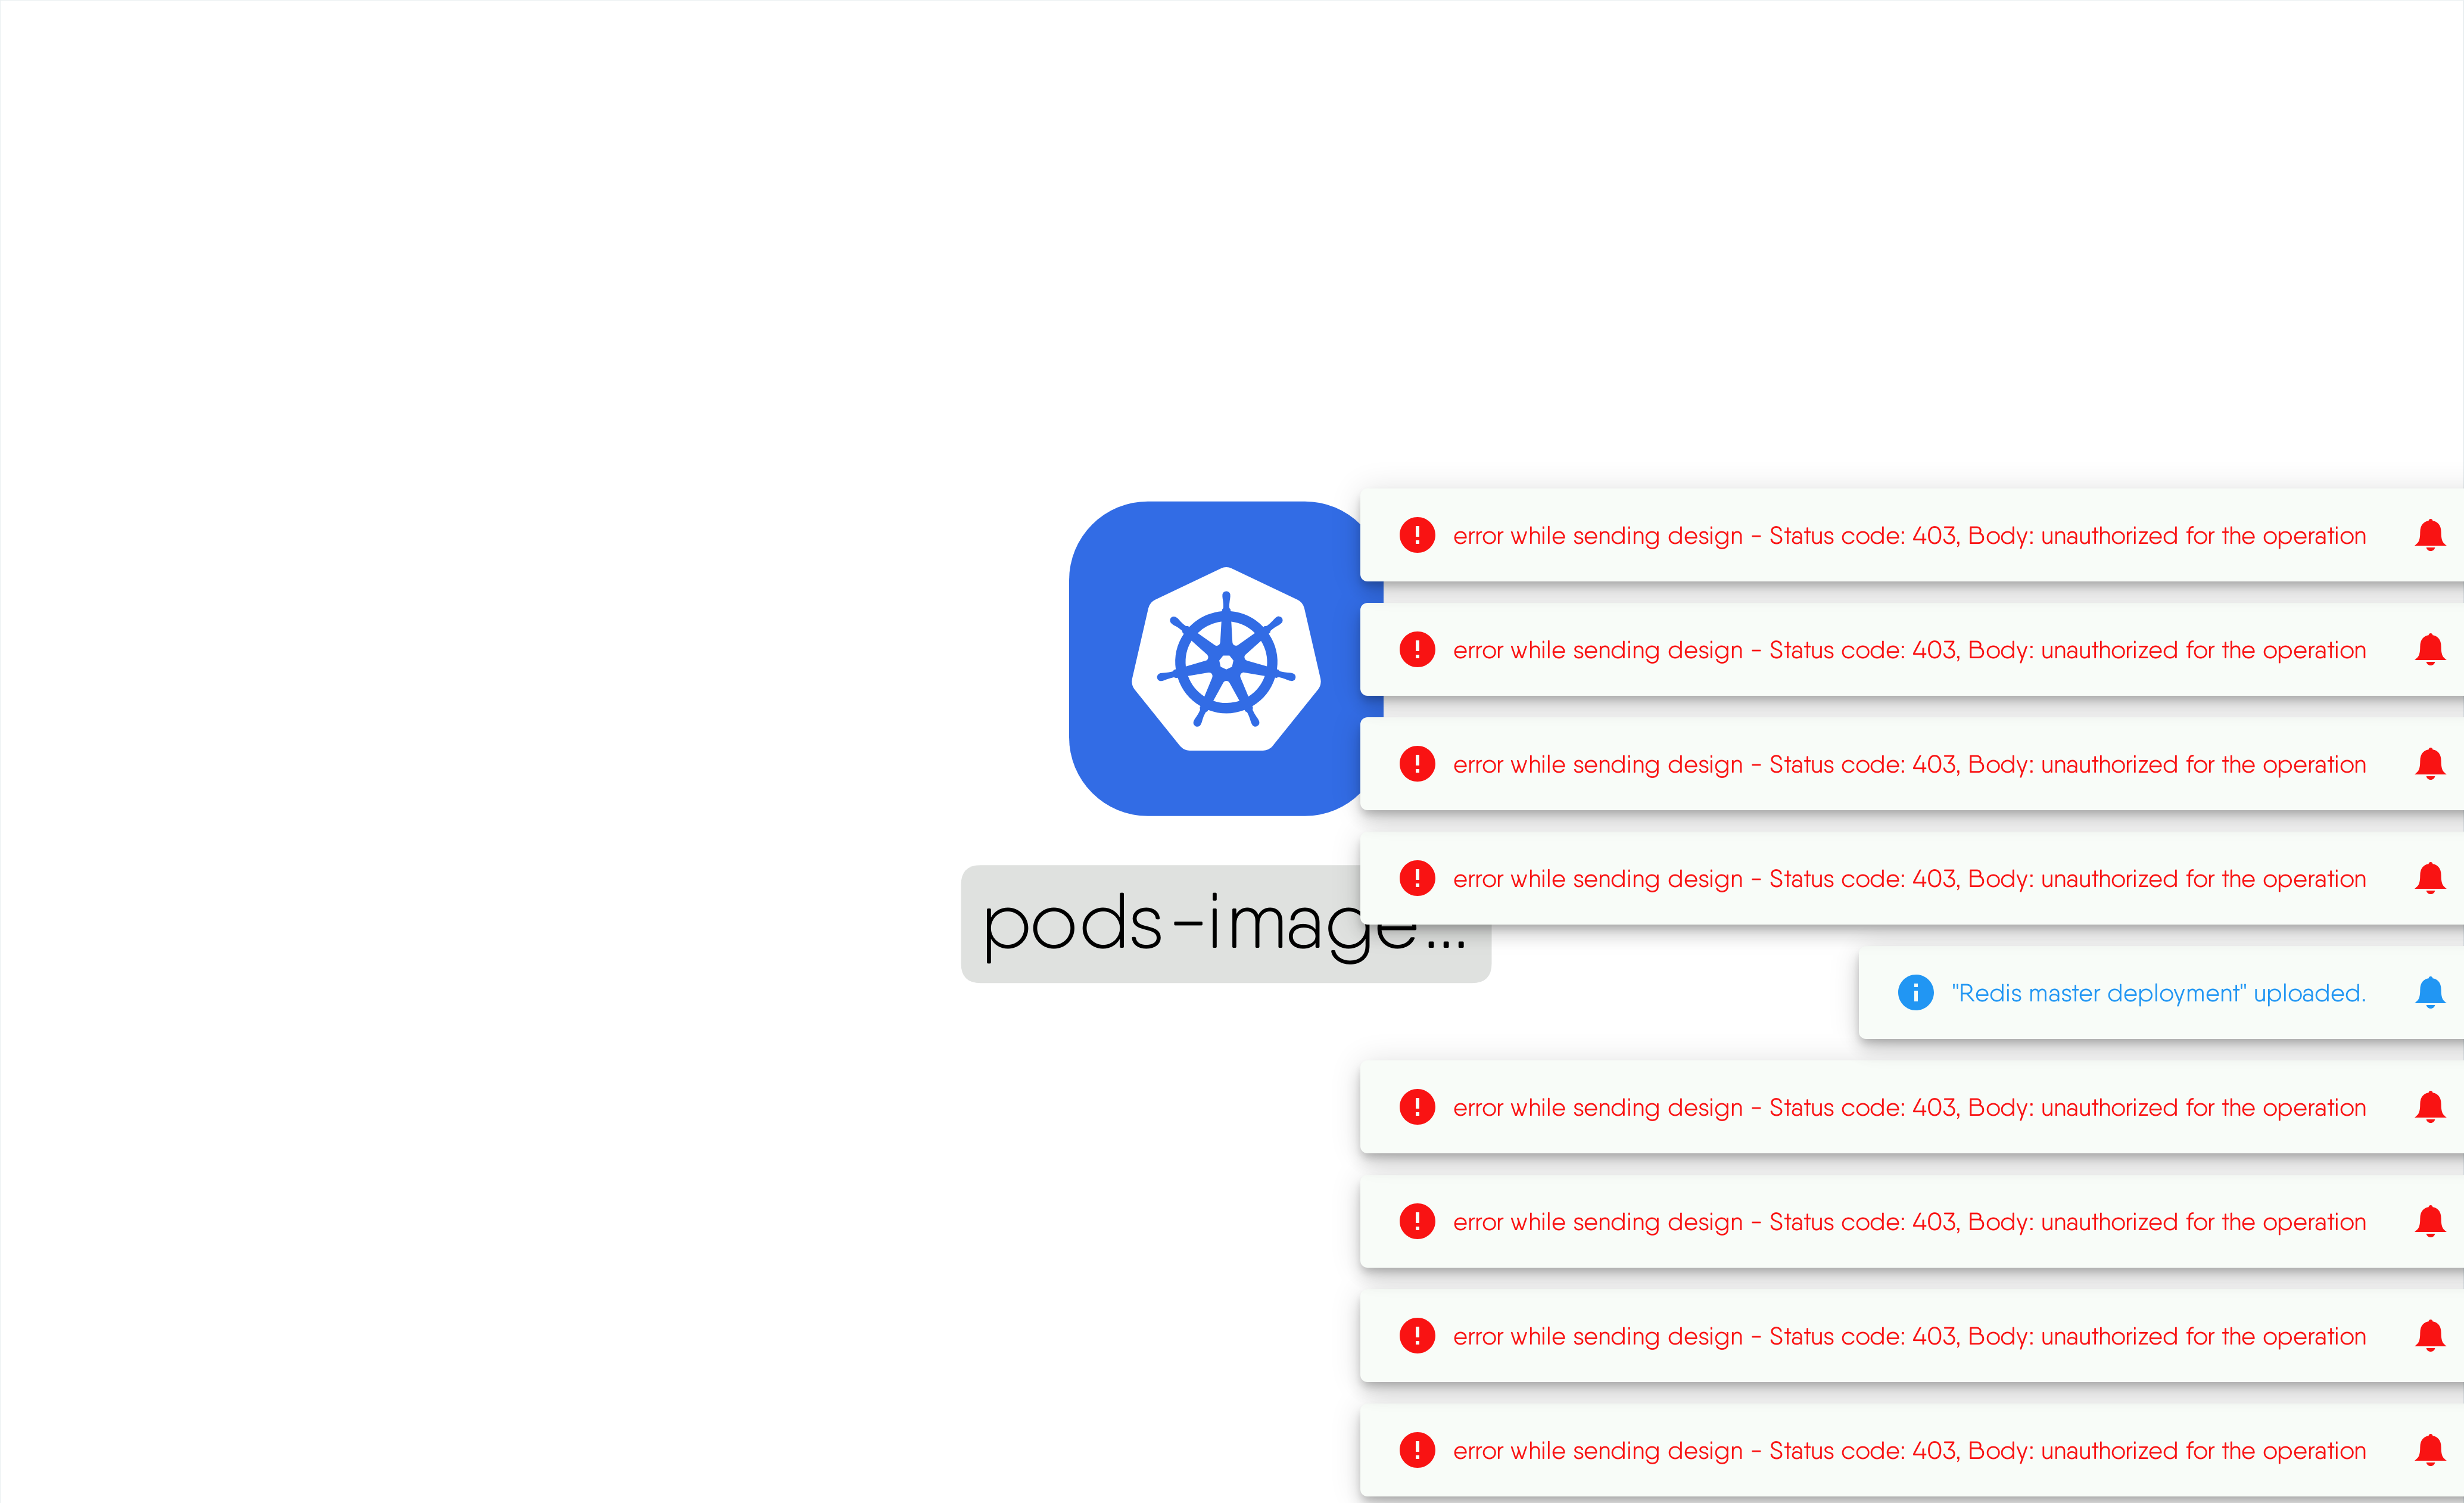 error while sending design - Status code: 403, Body: unauthorized for the operation
error while sending design - Status code: 403, Body: unauthorized for the operation
error while sending design - Status code: 403, Body: unauthorized for the operation
error while sending design - Status code: 403, Body: unauthorized for the operation
pods-image...
"Redis master deployment" uploaded.
error while sending design - Status code: 403, Body: unauthorized for the operation
error while sending design - Status code: 403, Body: unauthorized for the operation
error while sending design - Status code: 403, Body: unauthorized for the operation
error while sending design - Status code: 403, Body: unauthorized for the operation